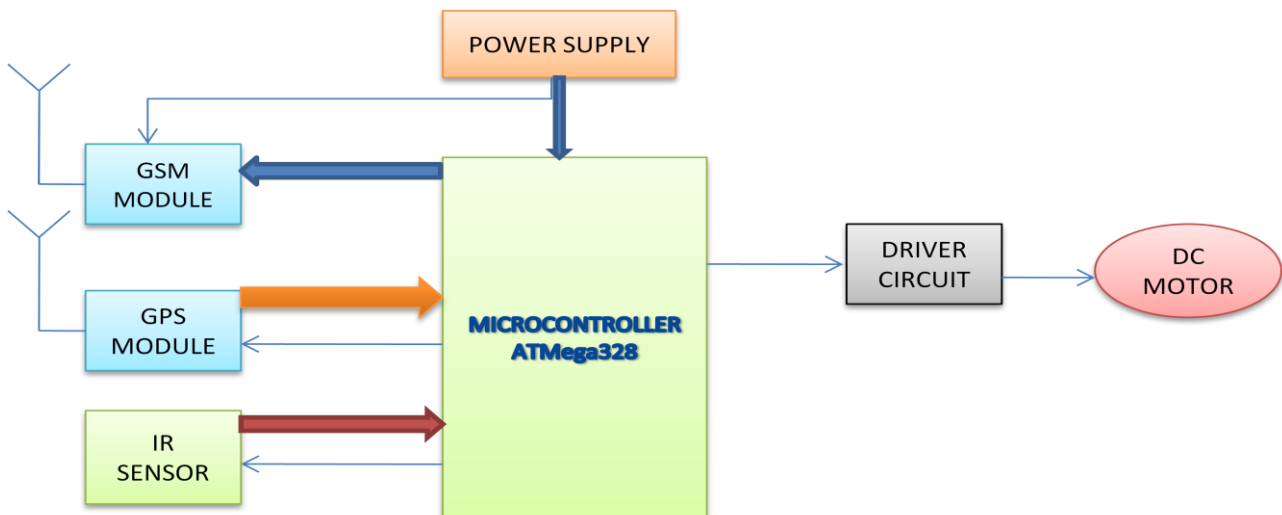 POWER SUPPLY
GSM
MODULE
GPS
MODULE
IR
SENSOR
MICROCONTROLLER
ATMega328
DRIVER
CIRCUIT
DC
MOTOR